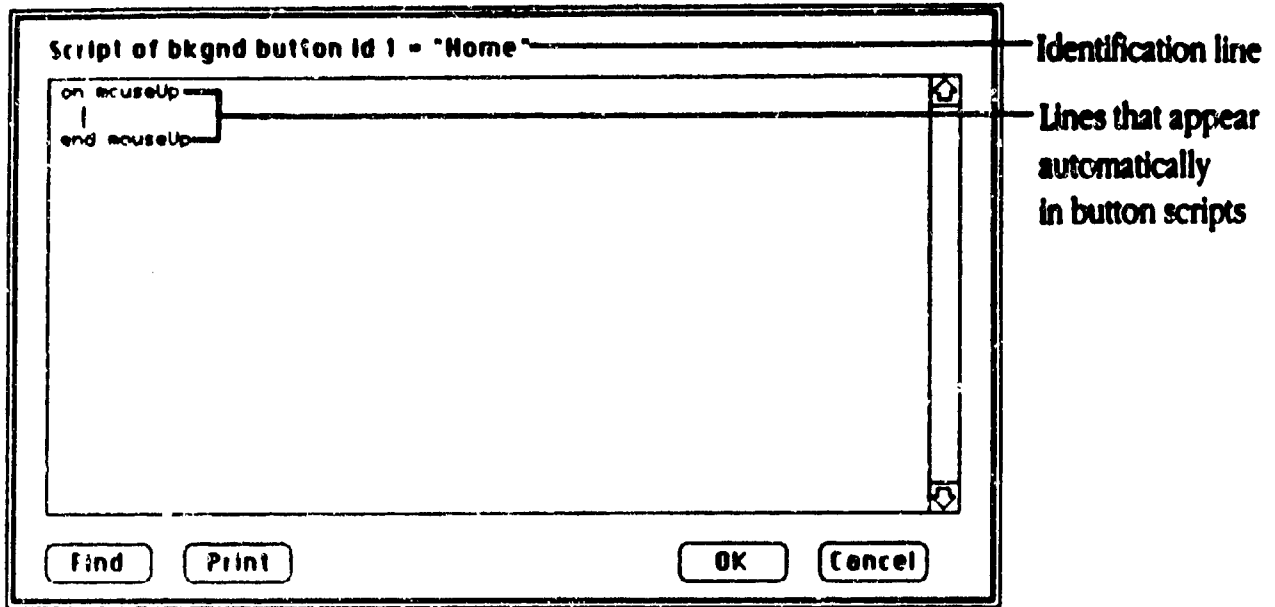 Script of bkgnd button id 1 = "Home"
Identification line
on mouseUp
end mouseUp
Lines that appear
automatically
in button scripts
Find
Print
OK
Cancel